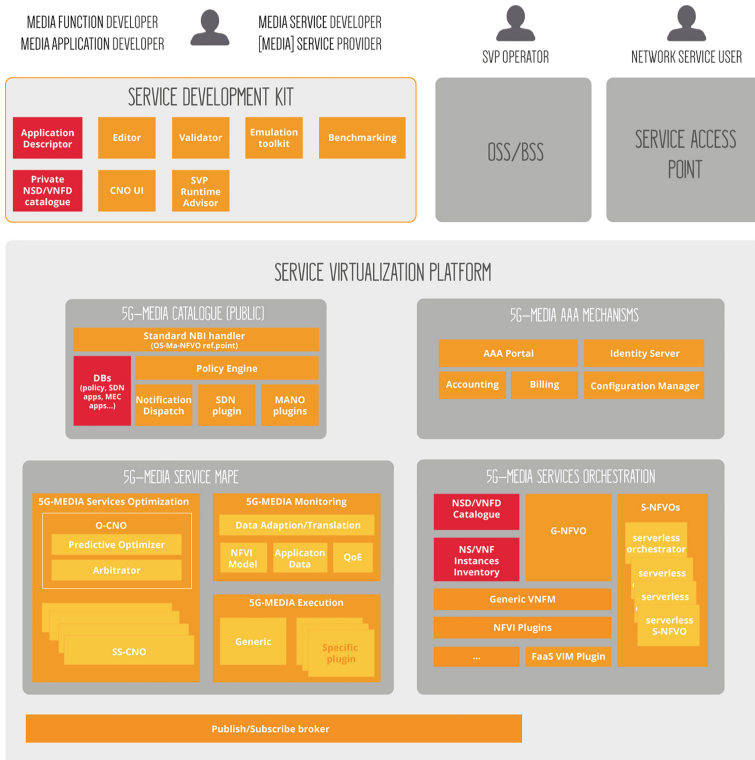 MEDIA FUNCTION DEVELOPER
MEDIA APPLICATION DEVELOPER
MEDIA SERVICE DEVELOPER
[MEDIA] SERVICE PROVIDER
SVP OPERATOR
NETWORK SERVICE USER
SERVICE DEVELOPMENT KIT
Application
Descriptor
Editor
Validator
Emulation
toolkit
Benchmarking
Private
NSD/VNFD
catalogue
CNO UI
SVP
Runtime
Advisor
OSS/BSS
SERVICE ACCESS
POINT
SERVICE VIRTUALIZATION PLATFORM
5G-MEDIA CATALOGUE (PUBLIC)
Standard NBI handler
(OS-Ma-NFVO ref.point)
DBs
(policy, SDN
apps, MEC
apps...)
Policy Engine
Notification
Dispatch
SDN
plugin
MANO
plugins
5G-MEDIA AAA MECHANISMS
AAA Portal
Identity Server
Accounting
Billing
Configuration Manager
5G-MEDIA SERVICE MAPE
5G-MEDIA Services Optimization
O-CNO
Predictive Optimizer
Arbitrator
SS-CNO
5G-MEDIA Monitoring
Data Adaption/Translation
NFVI
Model
Applicaton
Data
QoE
5G-MEDIA Execution
Generic
Specific
plugin
5G-MEDIA SERVICES ORCHESTRATION
NSD/VNFD
Catalogue
NS/VNF
Instances
Inventory
G-NFVO
Generic VNFM
NFVI Plugins
...
FaaS VIM Plugin
S-NFVOs
serverless
orchestrator
serverless
serverless
serverless
S-NFVO
Publish/Subscribe broker